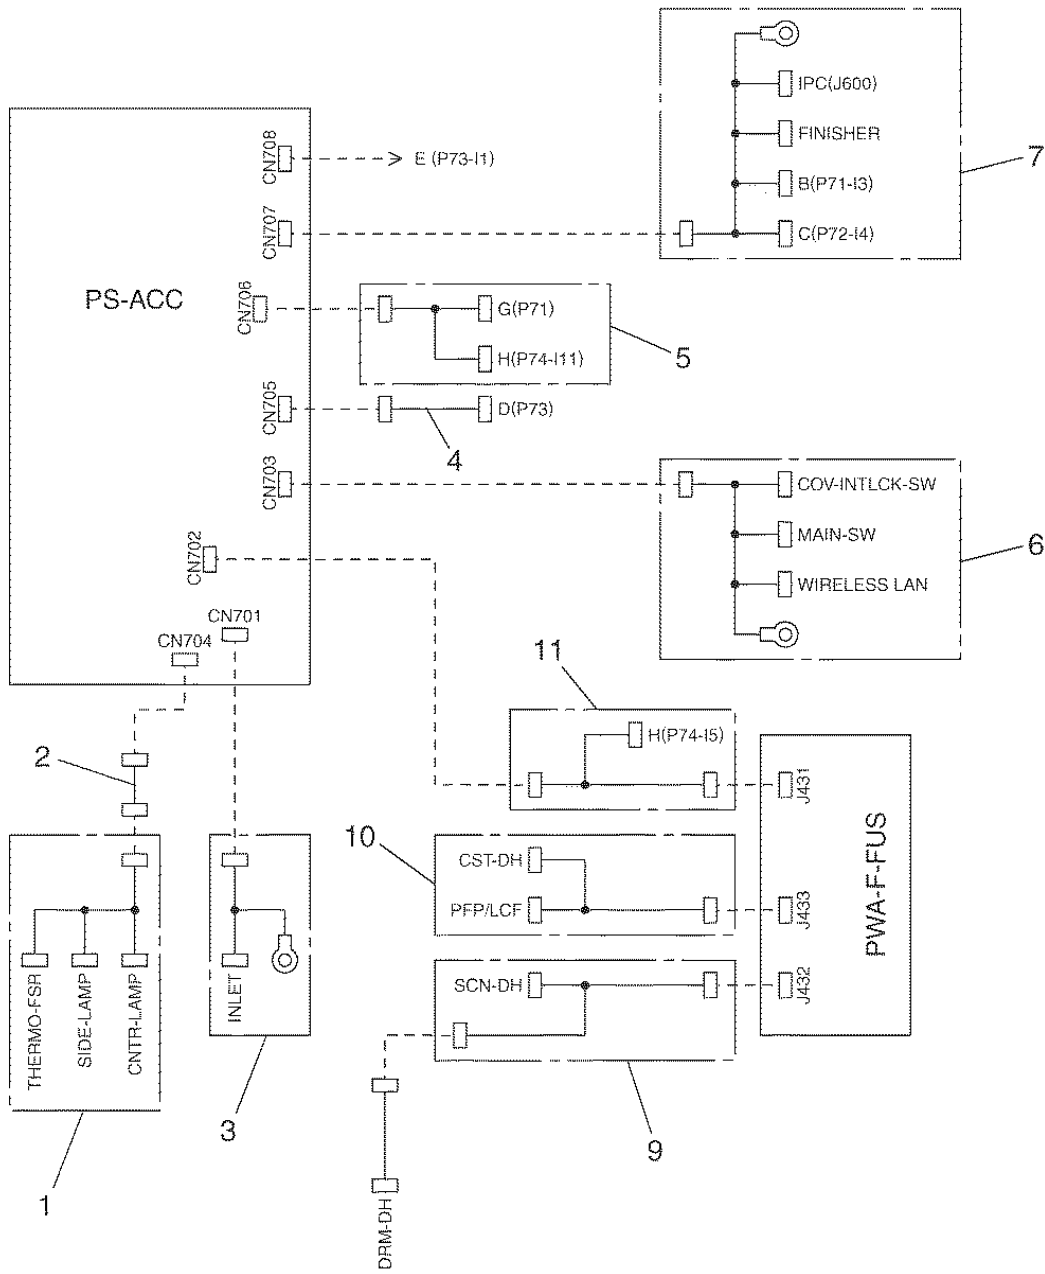 IPC(J600)
FINISHER
B(P71-I3)
C(P72-I4)
7
CN708
E (P73-I1)
CN707
PS-ACC
CN706
G(P71)
H(P74-I11)
5
CN705
D(P73)
4
CN703
COV-INTLCK-SW
MAIN-SW
WIRELESS LAN
6
CN702
CN701
CN704
11
H(P74-I5)
J431
2
10
CST-DH
PFP/LCF
J433
PWA-F-FUS
SCN-DH
J432
THERMO-FSR
SIDE-LAMP
CNTR-LAMP
INLET
1
3
9
DRM-DH